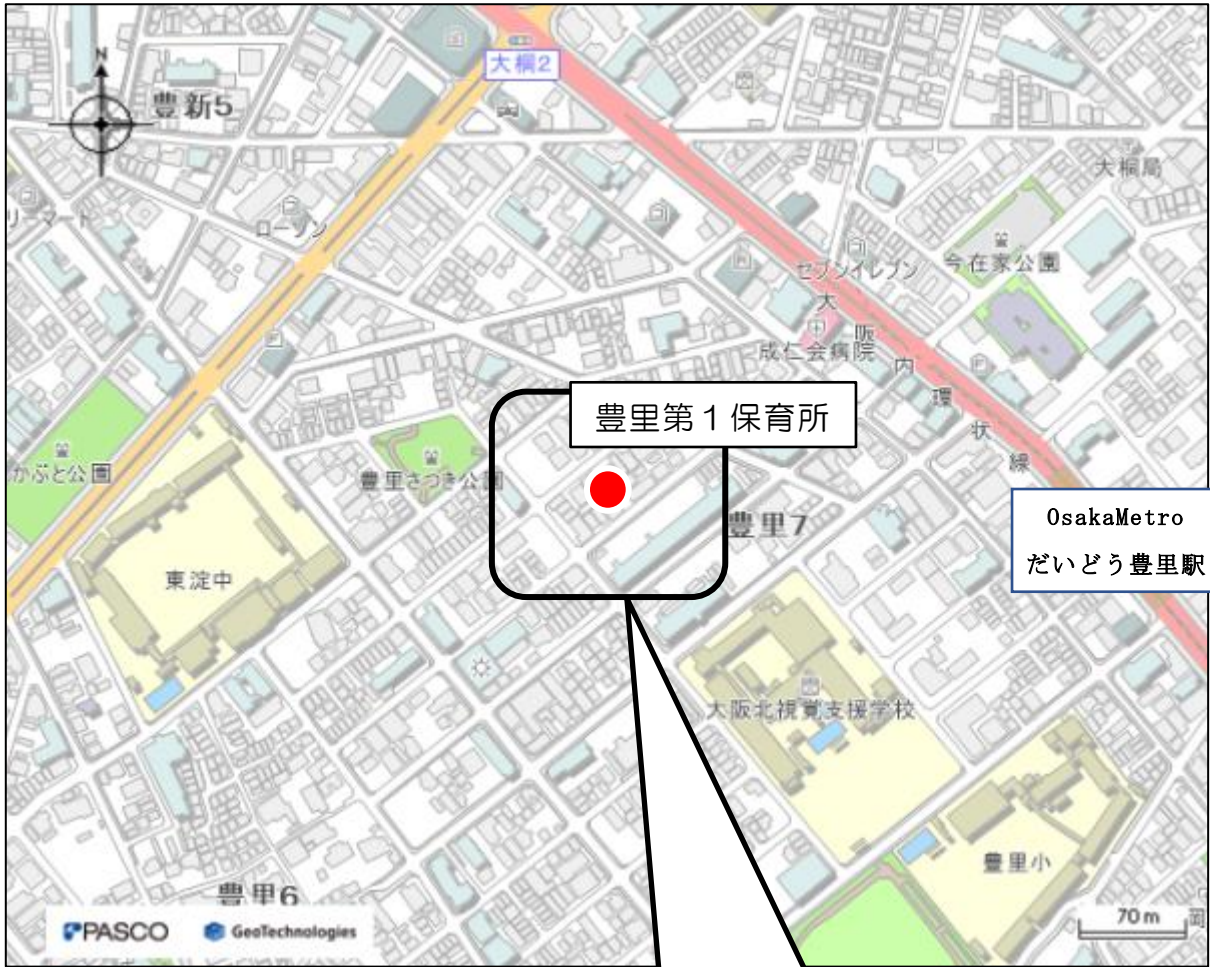 大桐2
N
豊新5
大桐局
リーマート
ローソン
セブンイレブン
今在家公園
大阪内環状線
成仁会病院
豊里第１保育所
かぶと公園
豊里さつき公園
豊里7
OsakaMetro
だいどう豊里駅
東淀中
大阪北視覚支援学校
豊里小
豊里6
PASCO
GeoTechnologies
70m